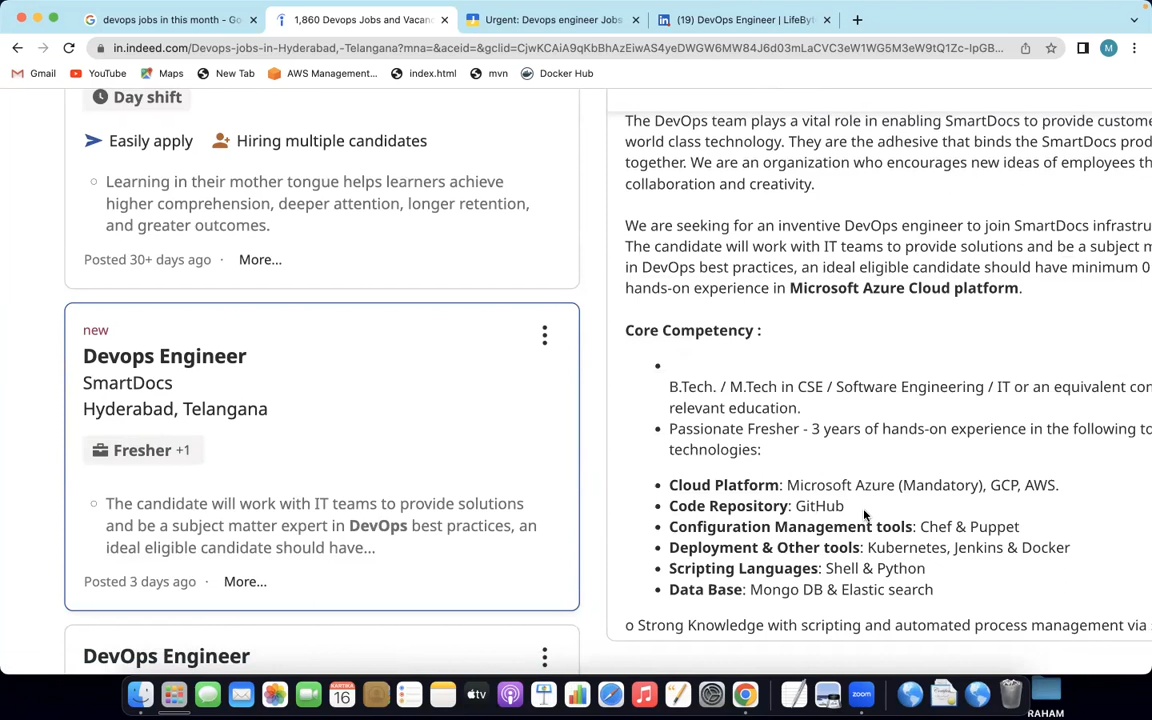 devops jobs in this month - Go
1,860 Devops Jobs and Vacanc
Urgent: Devops engineer Jobs
(19) DevOps Engineer | LifeByt
in.indeed.com/Devops-jobs-in-Hyderabad,-Telangana?mna=&aceid=&gclid=CjwKCAiA9qKbBhAzEiwAS4yeDWGW6MW84J6d03mLaCVC3eW1WG5M3eW9tQ1Zc-IpGB...
M
Gmail
YouTube
Maps
New Tab
AWS Management...
index.html
mvn
Docker Hub
Day shift
Easily apply
Hiring multiple candidates
Learning in their mother tongue helps learners achieve
higher comprehension, deeper attention, longer retention,
and greater outcomes.
Posted 30+ days ago · More...
new
Devops Engineer
SmartDocs
Hyderabad, Telangana
Fresher +1
The candidate will work with IT teams to provide solutions
and be a subject matter expert in DevOps best practices, an
ideal eligible candidate should have...
Posted 3 days ago · More...
DevOps Engineer
The DevOps team plays a vital role in enabling SmartDocs to provide custome
world class technology. They are the adhesive that binds the SmartDocs prod
together. We are an organization who encourages new ideas of employees th
collaboration and creativity.
We are seeking for an inventive DevOps engineer to join SmartDocs infrastru
The candidate will work with IT teams to provide solutions and be a subject m
in DevOps best practices, an ideal eligible candidate should have minimum 0
hands-on experience in Microsoft Azure Cloud platform.
Core Competency :
B.Tech. / M.Tech in CSE / Software Engineering / IT or an equivalent con
relevant education.
Passionate Fresher - 3 years of hands-on experience in the following to
technologies:
Cloud Platform: Microsoft Azure (Mandatory), GCP, AWS.
Code Repository: GitHub
Configuration Management tools: Chef & Puppet
Deployment & Other tools: Kubernetes, Jenkins & Docker
Scripting Languages: Shell & Python
Data Base: Mongo DB & Elastic search
o Strong Knowledge with scripting and automated process management via
16
tv
zoom
RAHAM